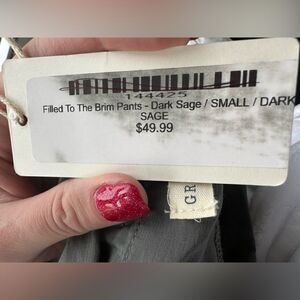 144425
Filled To The Brim Pants - Dark Sage / SMALL / DARK
SAGE
$49.99
GR